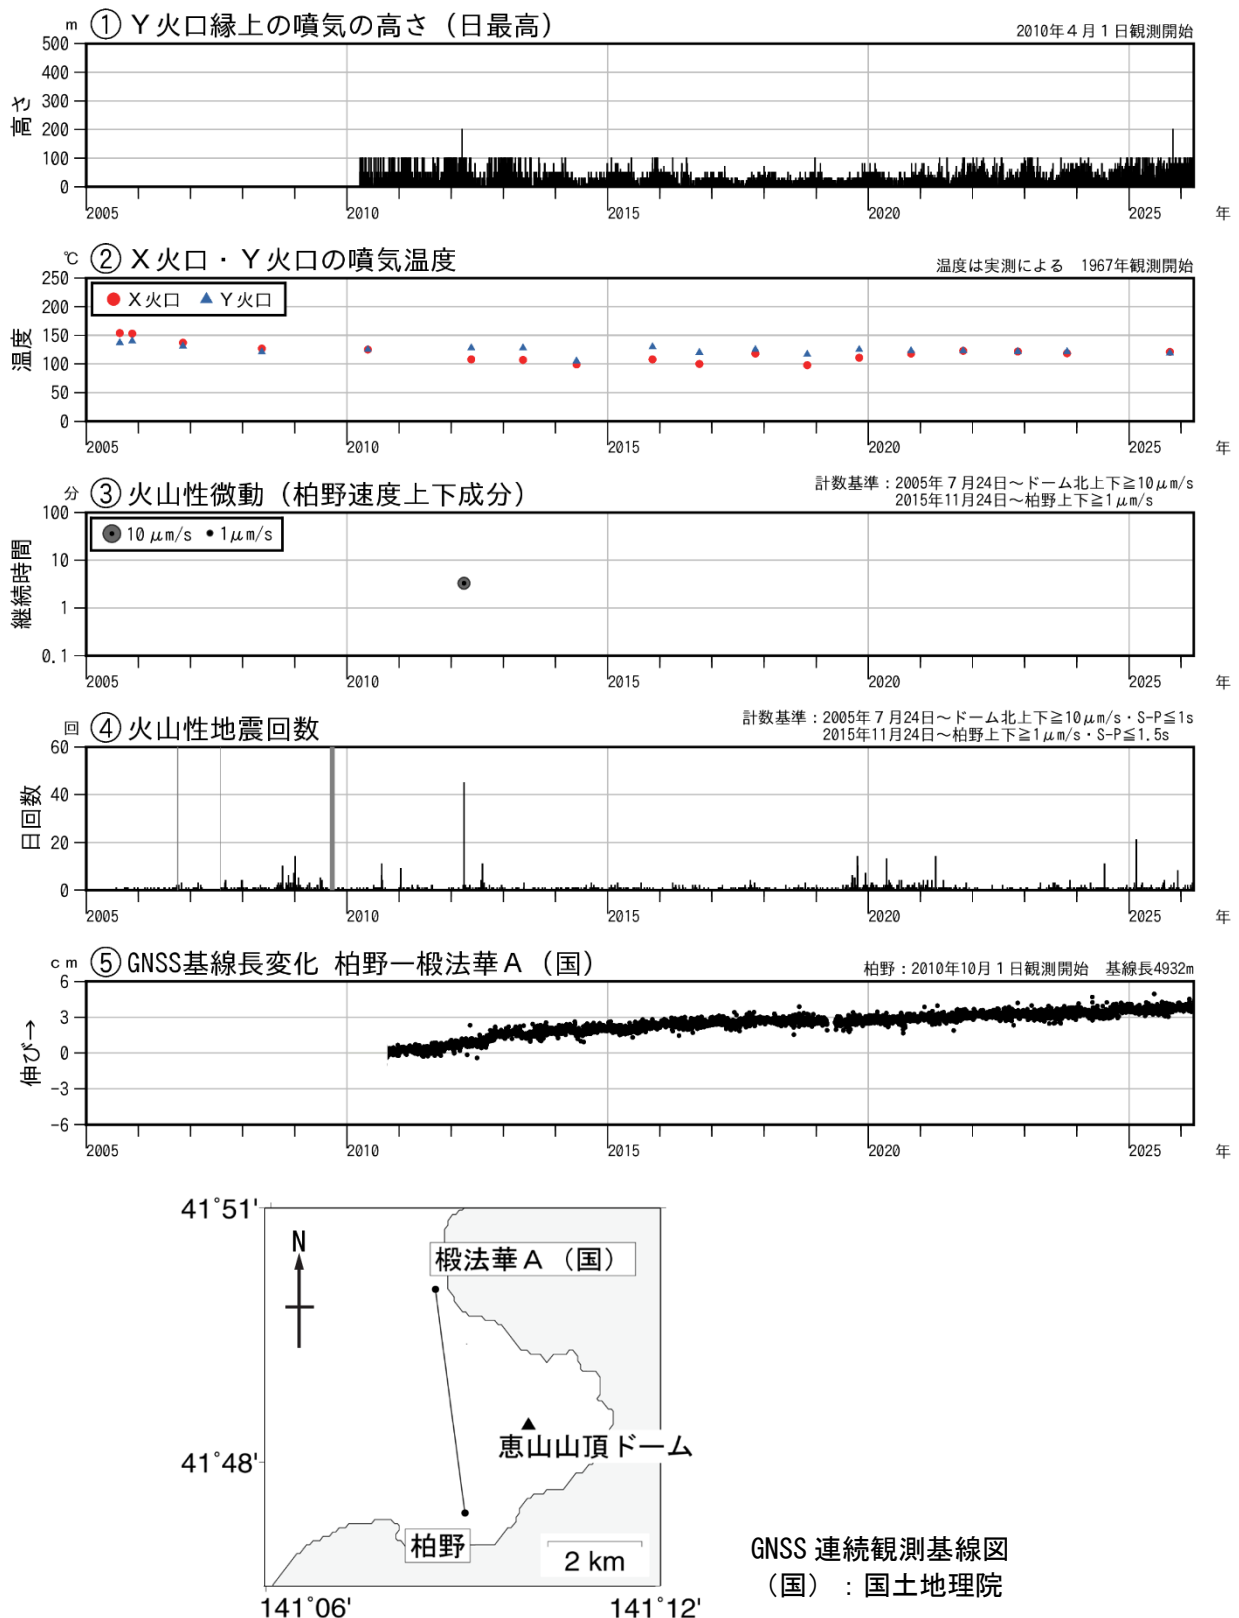 m ① Y火口縁上の噴気の高さ（日最高） 2010年4月1日観測開始
500
400
300
200
100
0
高さ
2005 2010 2015 2020 2025 年
℃ ② X火口・Y火口の噴気温度 温度は実測による 1967年観測開始
250
200
150
100
50
0
温度
X火口 Y火口
2005 2010 2015 2020 2025 年
分 ③ 火山性微動（柏野速度上下成分） 計数基準：2005年7月24日～ドーム北上下≧10μm/s
2015年11月24日～柏野上下≧1μm/s
100
10
1
0.1
継続時間
10μm/s 1μm/s
2005 2010 2015 2020 2025 年
回 ④ 火山性地震回数 計数基準：2005年7月24日～ドーム北上下≧10μm/s・S-P≦1s
2015年11月24日～柏野上下≧1μm/s・S-P≦1.5s
60
40
20
0
日回数
2005 2010 2015 2020 2025 年
cm ⑤ GNSS基線長変化 柏野―椴法華A（国） 柏野：2010年10月1日観測開始 基線長4932m
6
3
0
-3
-6
伸び→
2005 2010 2015 2020 2025 年
41˚51'
N
椴法華A（国）
恵山山頂ドーム
41˚48'
柏野
2 km
141˚06' 141˚12'
GNSS 連続観測基線図
（国）：国土地理院